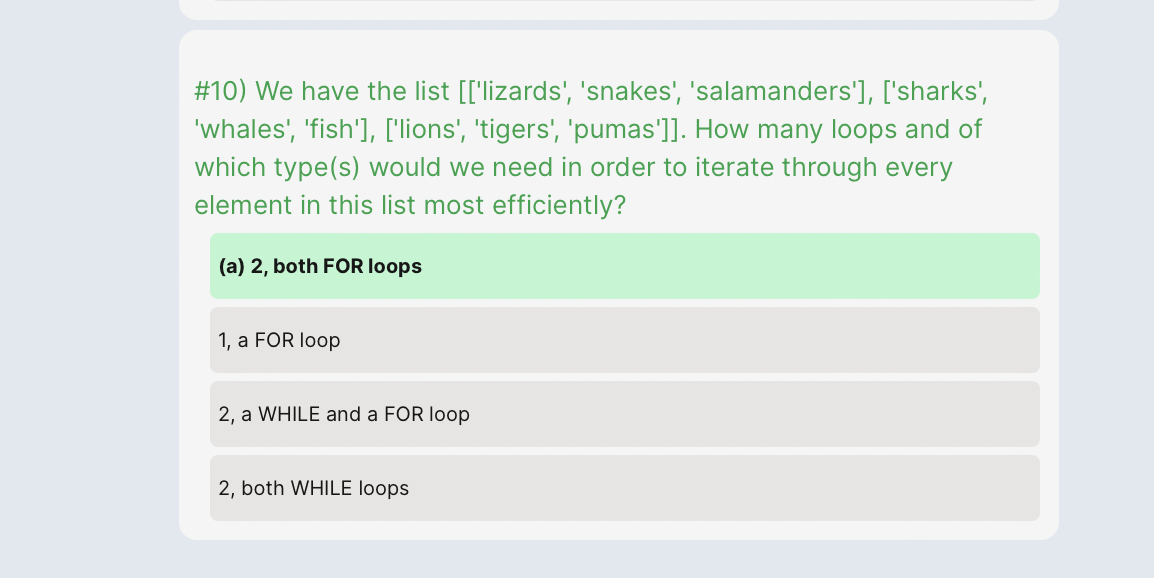 #10) We have the list [['lizards', 'snakes', 'salamanders'], ['sharks',
'whales', 'fish'], ['lions', 'tigers', 'pumas']]. How many loops and of
which type(s) would we need in order to iterate through every
element in this list most efficiently?
(a) 2, both FOR loops
1, a FOR loop
2, a WHILE and a FOR loop
2, both WHILE loops